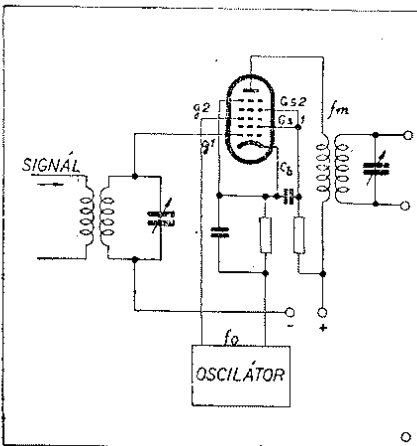 g2
Gs2
Gs1
fm
g1
SIGNÁL
Cb
- +
fo
OSCILÁTOR